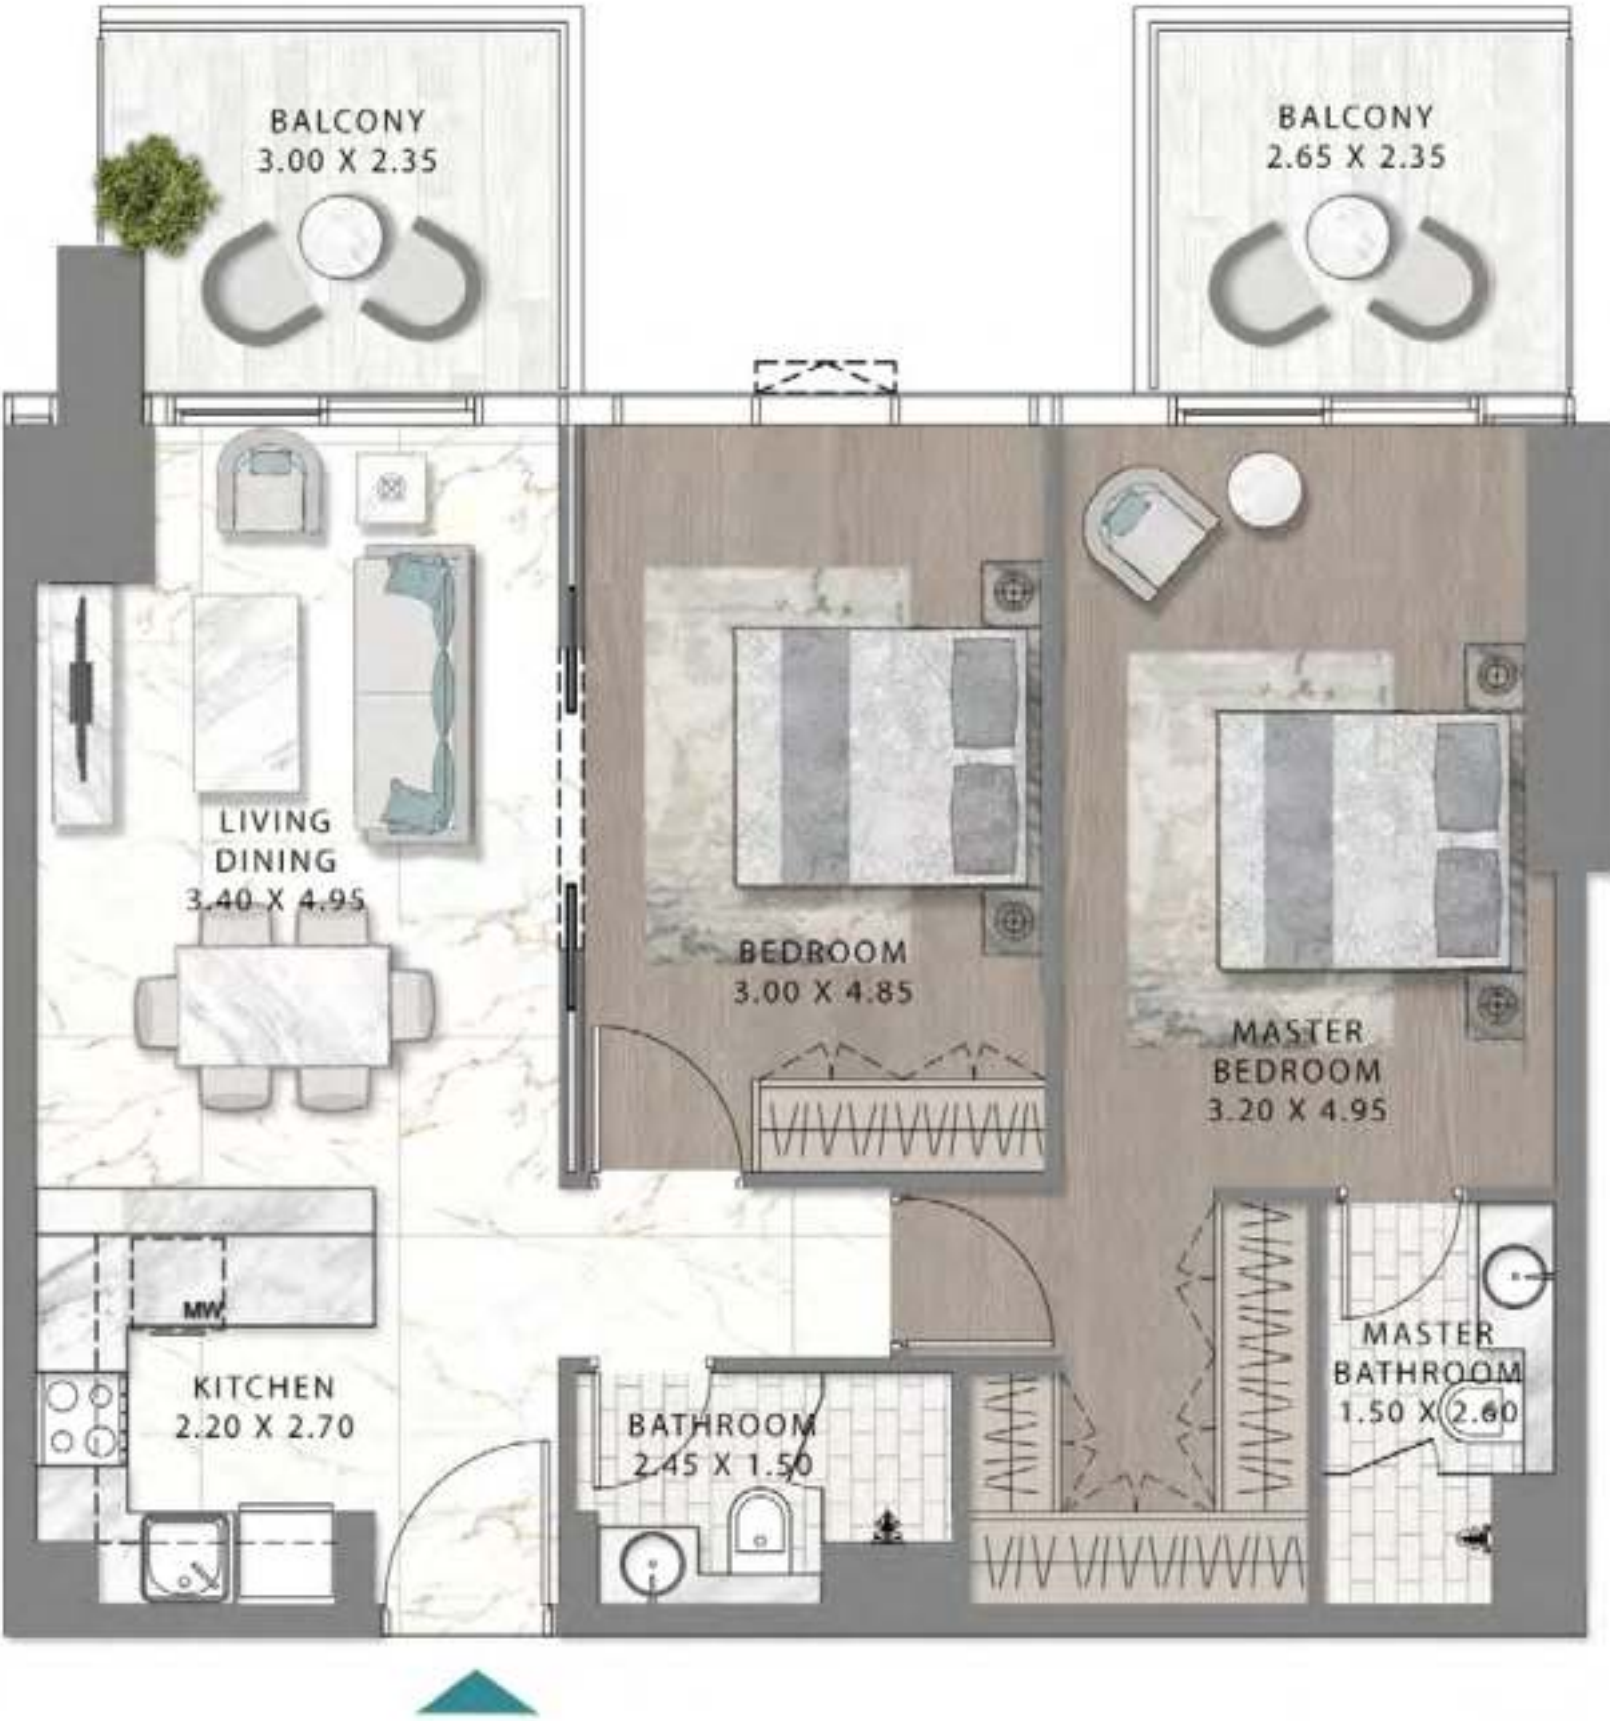 BALCONY
3.00 X 2.35
BALCONY
2.65 X 2.35
LIVING
DINING
3.40 X 4.95
BEDROOM
3.00 X 4.85
MASTER
BEDROOM
3.20 X 4.95
MW
KITCHEN
2.20 X 2.70
BATHROOM
2.45 X 1.50
MASTER
BATHROOM
1.50 X 2.60